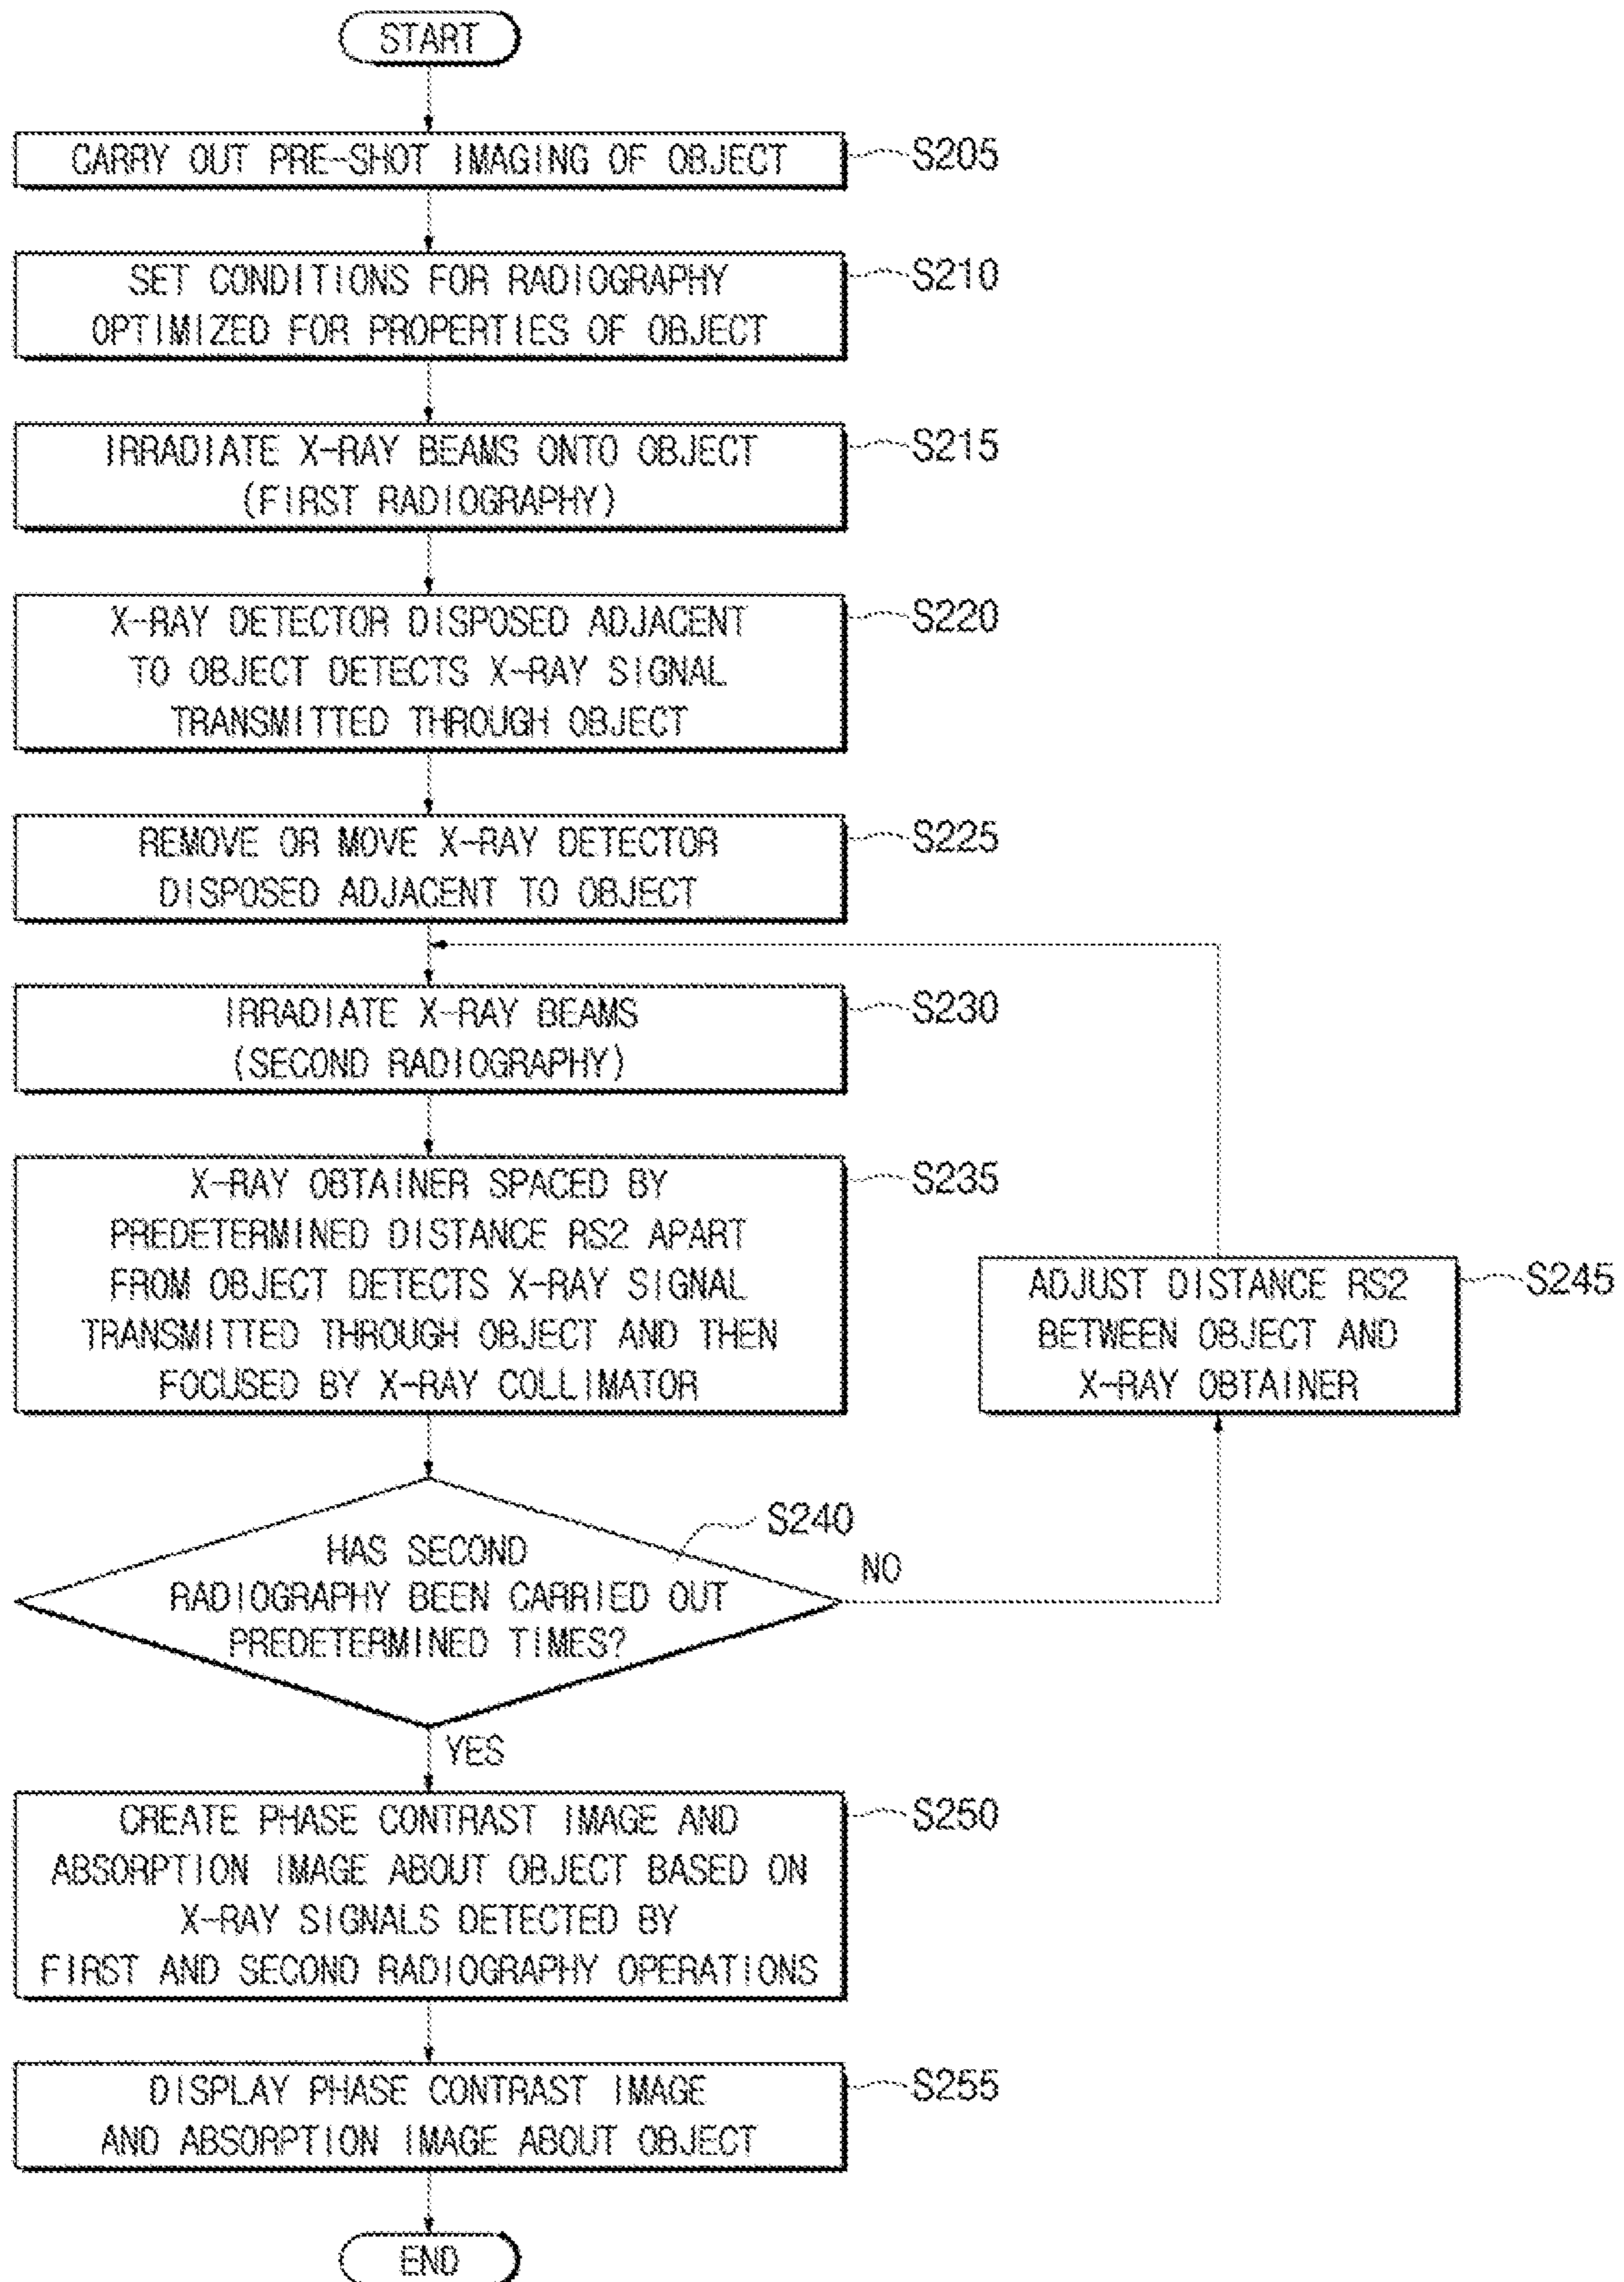 START
CARRY OUT PRE-SHOT IMAGING OF OBJECT
S205
SET CONDITIONS FOR RADIOGRAPHY
OPTIMIZED FOR PROPERTIES OF OBJECT
S210
IRRADIATE X-RAY BEAMS ONTO OBJECT
(FIRST RADIOGRAPHY)
S215
X-RAY DETECTOR DISPOSED ADJACENT
TO OBJECT DETECTS X-RAY SIGNAL
TRANSMITTED THROUGH OBJECT
S220
REMOVE OR MOVE X-RAY DETECTOR
DISPOSED ADJACENT TO OBJECT
S225
IRRADIATE X-RAY BEAMS
(SECOND RADIOGRAPHY)
S230
X-RAY OBTAINER SPACED BY
PREDETERMINED DISTANCE RS2 APART
FROM OBJECT DETECTS X-RAY SIGNAL
TRANSMITTED THROUGH OBJECT AND THEN
FOCUSED BY X-RAY COLLIMATOR
S235
ADJUST DISTANCE RS2
BETWEEN OBJECT AND
X-RAY OBTAINER
S245
HAS SECOND
RADIOGRAPHY BEEN CARRIED OUT
PREDETERMINED TIMES?
S240
NO
YES
CREATE PHASE CONTRAST IMAGE AND
ABSORPTION IMAGE ABOUT OBJECT BASED ON
X-RAY SIGNALS DETECTED BY
FIRST AND SECOND RADIOGRAPHY OPERATIONS
S250
DISPLAY PHASE CONTRAST IMAGE
AND ABSORPTION IMAGE ABOUT OBJECT
S255
END